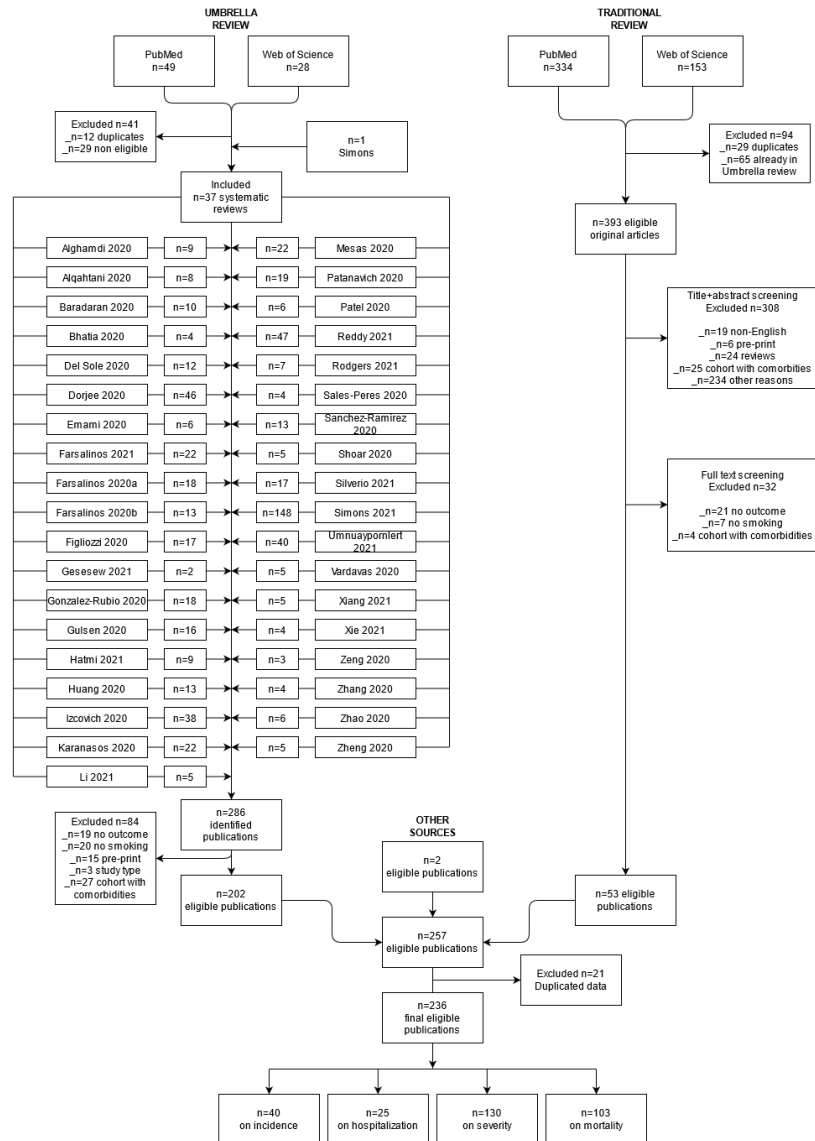 UMBRELLA
REVIEW
PubMed
n=49
Web of Science
n=28
Excluded n=41
_n=12 duplicates
_n=29 non eligible
n=1
Simons
Included
n=37 systematic
reviews
Alghamdi 2020
n=9
n=22
Mesas 2020
Alqahtani 2020
n=8
n=19
Patanavich 2020
Baradaran 2020
n=10
n=6
Patel 2020
Bhatia 2020
n=4
n=47
Reddy 2021
Del Sole 2020
n=12
n=7
Rodgers 2021
Dorjee 2020
n=46
n=4
Sales-Peres 2020
Emami 2020
n=6
n=13
Sanchez-Ramirez
2020
Farsalinos 2021
n=22
n=5
Shoar 2020
Farsalinos 2020a
n=18
n=17
Silverio 2021
Farsalinos 2020b
n=13
n=148
Simons 2021
Figliozzi 2020
n=17
n=40
Umnuaypornlert
2021
Gesesew 2021
n=2
n=5
Vardavas 2020
Gonzalez-Rubio 2020
n=18
n=5
Xiang 2021
Gulsen 2020
n=16
n=4
Xie 2021
Hatmi 2021
n=9
n=3
Zeng 2020
Huang 2020
n=13
n=4
Zhang 2020
Izcovich 2020
n=38
n=6
Zhao 2020
Karanasos 2020
n=22
n=5
Zheng 2020
Li 2021
n=5
n=286
identified
publications
Excluded n=84
_n=19 no outcome
_n=20 no smoking
_n=15 pre-print
_n=3 study type
_n=27 cohort with
comorbidities
n=202
eligible publications
TRADITIONAL
REVIEW
PubMed
n=334
Web of Science
n=153
Excluded n=94
_n=29 duplicates
_n=65 already in
Umbrella review
n=393 eligible
original articles
Title+abstract screening
Excluded n=308
_n=19 non-English
_n=6 pre-print
_n=24 reviews
_n=25 cohort with comorbities
_n=234 other reasons
Full text screening
Excluded n=32
_n=21 no outcome
_n=7 no smoking
_n=4 cohort with comorbidities
n=53 eligible
publications
OTHER
SOURCES
n=2
eligible publications
n=257
eligible publications
Excluded n=21
Duplicated data
n=236
final eligible
publications
n=40
on incidence
n=25
on hospitalization
n=130
on severity
n=103
on mortality